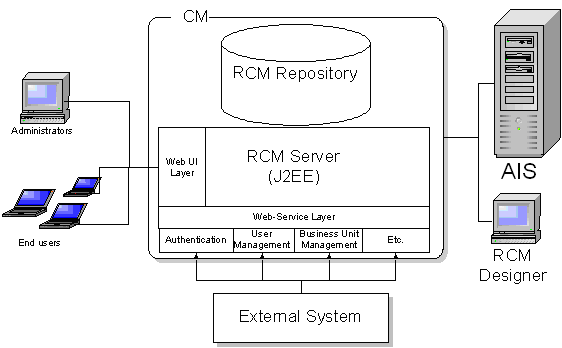 CM
RCM Repository
Administrators
Web UI
Layer
RCM Server
(J2EE)
AIS
End users
Web-Service Layer
Authentication
User
Management
Business Unit
Management
Etc.
RCM
Designer
External System